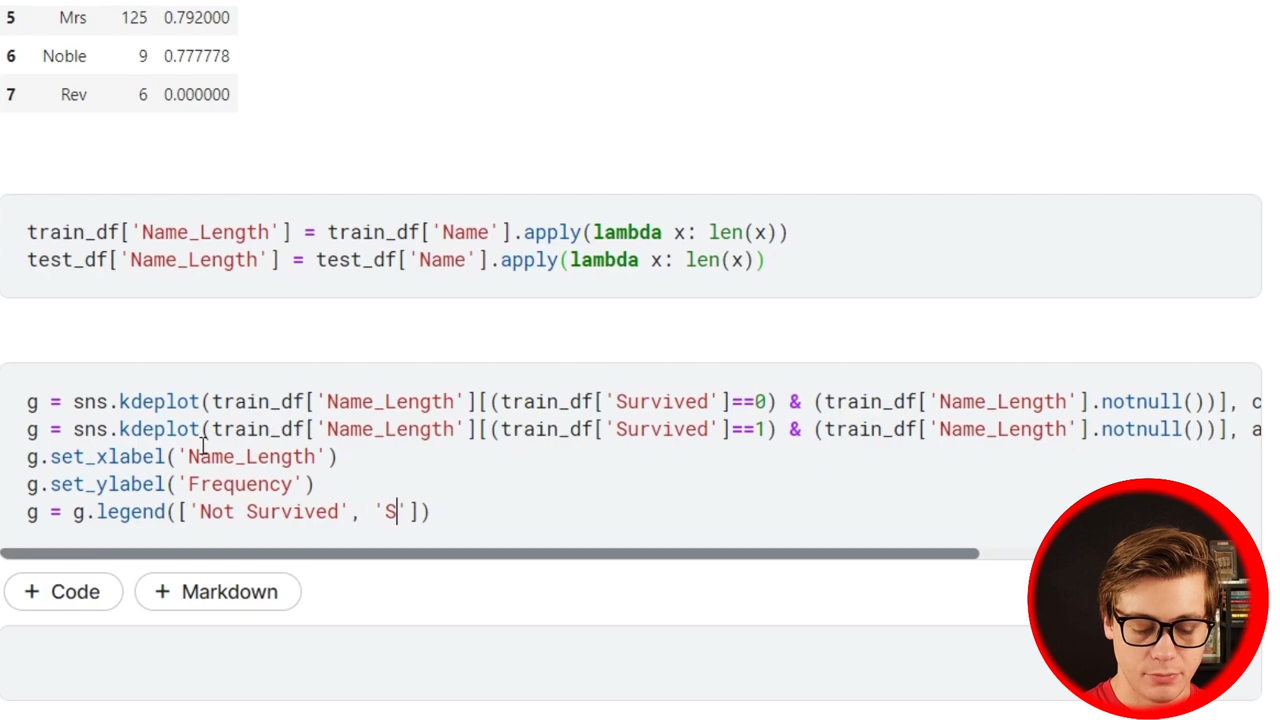 5 Mrs 125 0.792000
6 Noble 9 0.777778
7 Rev 6 0.000000
train_df['Name_Length'] = train_df['Name'].apply(lambda x: len(x))
test_df['Name_Length'] = test_df['Name'].apply(lambda x: len(x))
g = sns.kdeplot(train_df['Name_Length'][(train_df['Survived']==0) & (train_df['Name_Length'].notnull())], c
g = sns.kdeplot(train_df['Name_Length'][(train_df['Survived']==1) & (train_df['Name_Length'].notnull())], a
g.set_xlabel('Name_Length')
g.set_ylabel('Frequency')
g = g.legend(['Not Survived', 'S'])
+ Code + Markdown